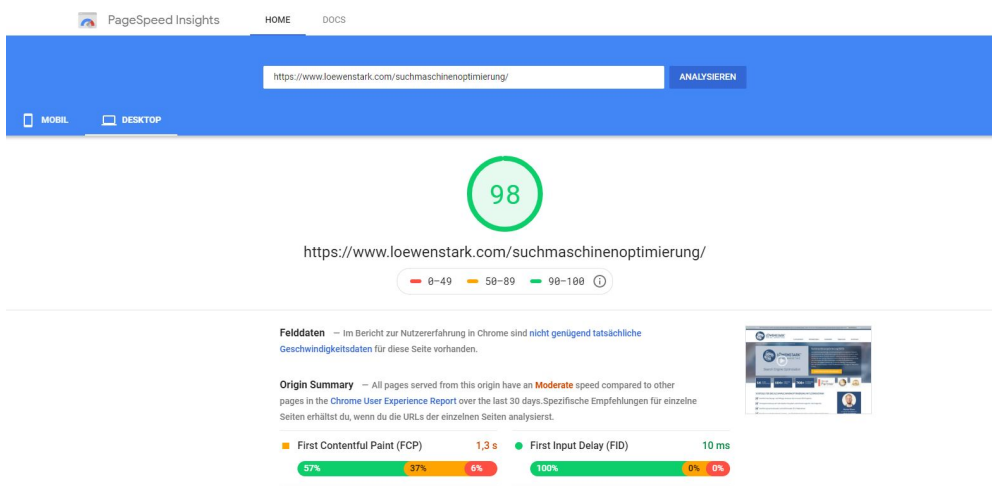 PageSpeed Insights HOME DOCS
https://www.loewenstark.com/suchmaschinenoptimierung/ ANALYSIEREN
MOBIL DESKTOP
98
https://www.loewenstark.com/suchmaschinenoptimierung/
0–49 50–89 90–100
Felddaten — Im Bericht zur Nutzererfahrung in Chrome sind nicht genügend tatsächliche
Geschwindigkeitsdaten für diese Seite vorhanden.
Origin Summary — All pages served from this origin have an Moderate speed compared to other
pages in the Chrome User Experience Report over the last 30 days.Spezifische Empfehlungen für einzelne
Seiten erhältst du, wenn du die URLs der einzelnen Seiten analysierst.
First Contentful Paint (FCP) 1,3 s First Input Delay (FID) 10 ms
57% 37% 6% 100% 0% 0%